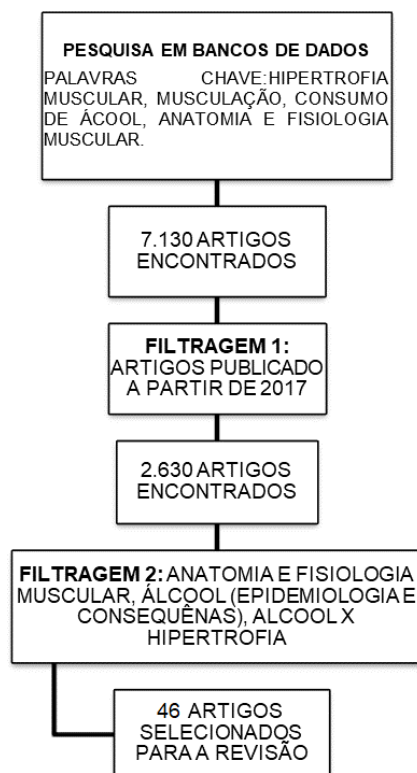 PESQUISA EM BANCOS DE DADOS
PALAVRAS CHAVE:HIPERTROFIA
MUSCULAR, MUSCULAÇÃO, CONSUMO
DE ÁCOOL, ANATOMIA E FISIOLOGIA
MUSCULAR.
7.130 ARTIGOS
ENCONTRADOS
FILTRAGEM 1:
ARTIGOS PUBLICADO
A PARTIR DE 2017
2.630 ARTIGOS
ENCONTRADOS
FILTRAGEM 2: ANATOMIA E FISIOLOGIA
MUSCULAR, ÁLCOOL (EPIDEMIOLOGIA E
CONSEQUÊNAS), ALCOOL X
HIPERTROFIA
46 ARTIGOS
SELECIONADOS
PARA A REVISÃO